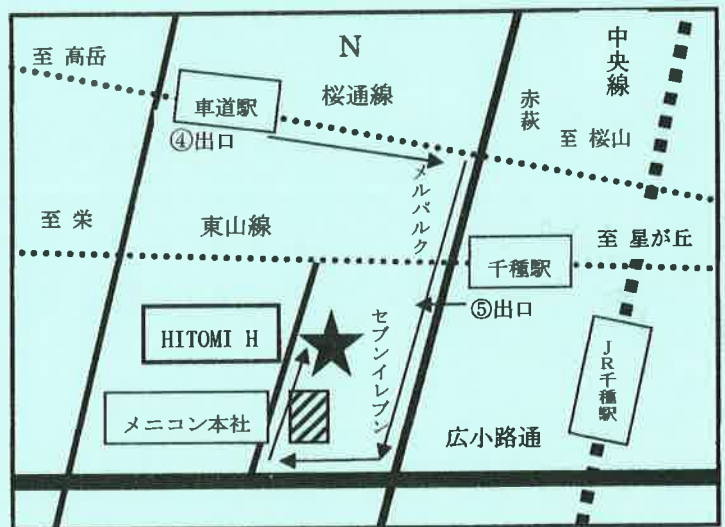 至 高岳
N
中央線
車道駅
桜通線
赤萩
④出口
至 桜山
メルパルク
至 栄
東山線
至 星が丘
千種駅
⑤出口
HITOMI H
セブンイレブン
JR千種駅
メニコン本社
広小路通